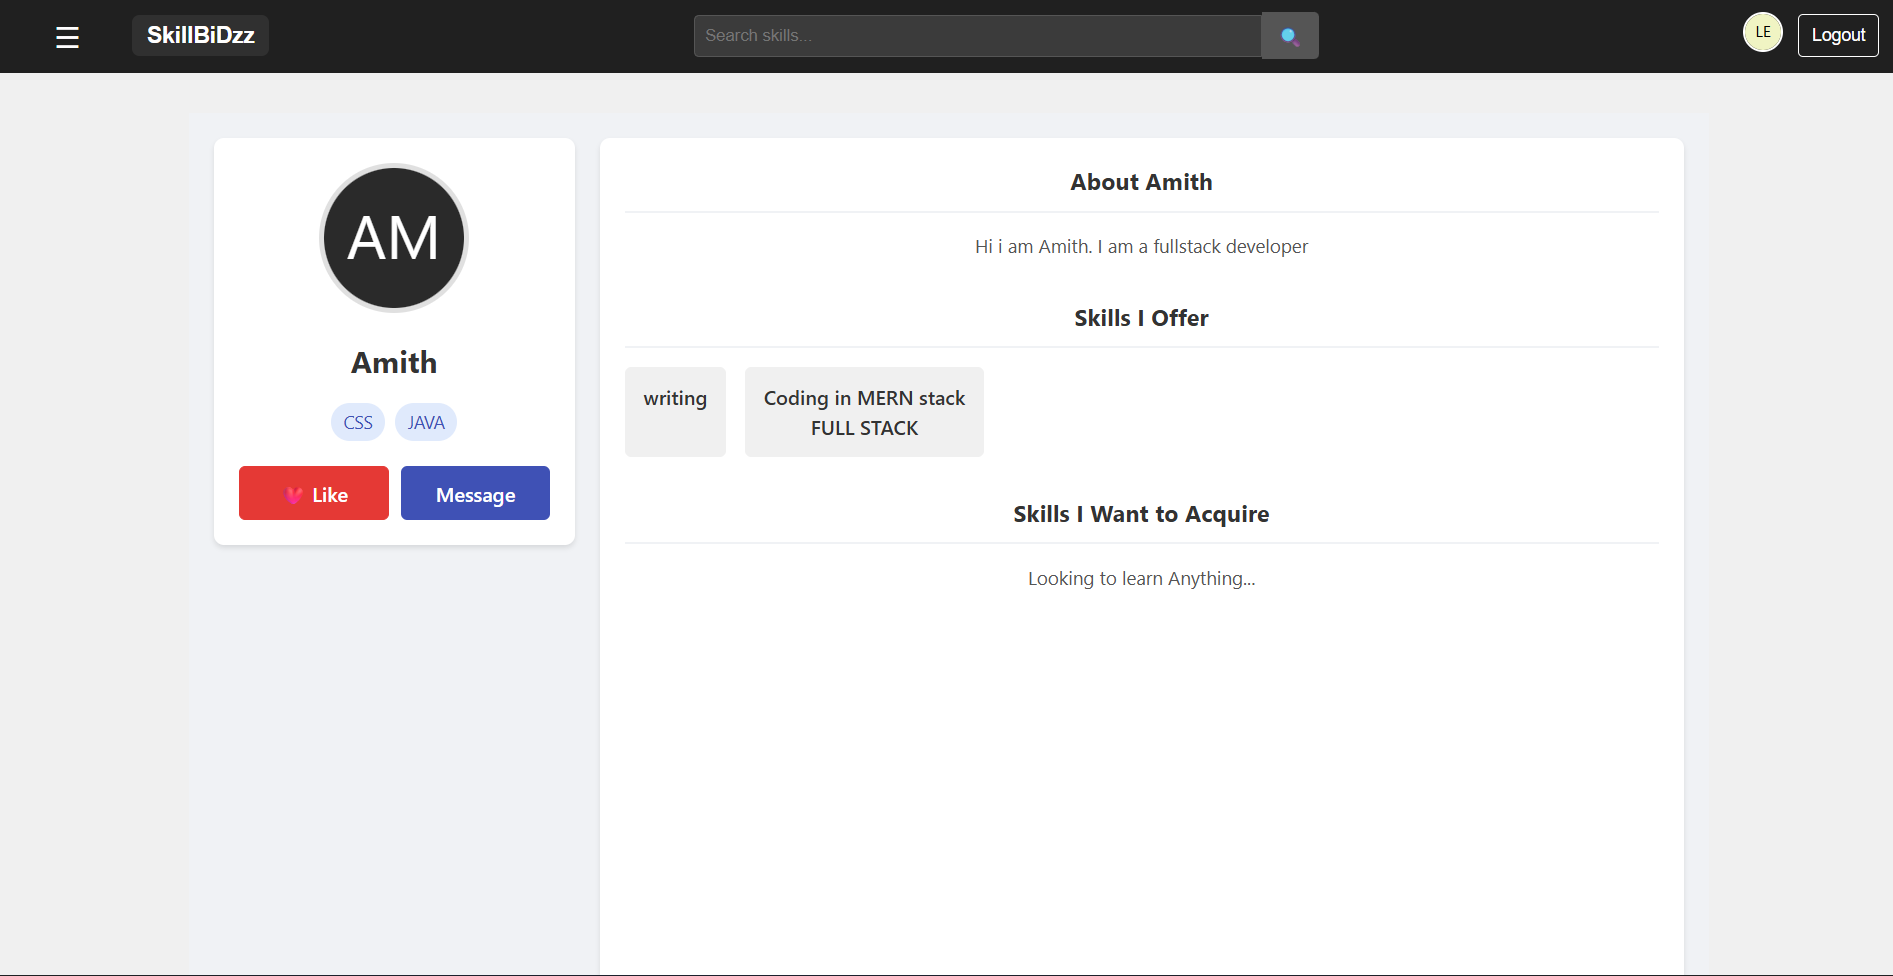 SkillBiDzz
Search skills...
LE
Logout
AM
Amith
CSS JAVA
Like
Message
About Amith
Hi i am Amith. I am a fullstack developer
Skills I Offer
writing
Coding in MERN stack
FULL STACK
Skills I Want to Acquire
Looking to learn Anything...